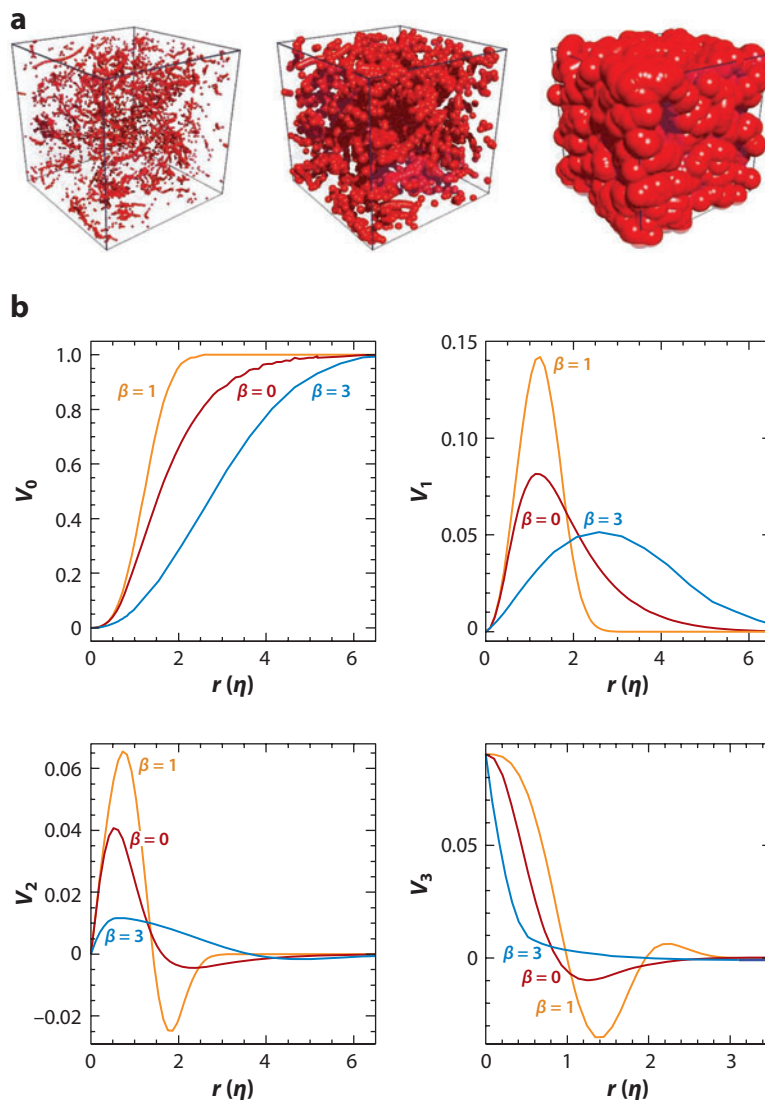 a
b
1.0
0.8
0.6
0.4
0.2
0
V0
β = 1
β = 0
β = 3
0 2 4 6
r (η)
0.15
0.10
0.05
0
V1
β = 1
β = 0
β = 3
0 2 4 6
r (η)
0.06
0.04
0.02
0
−0.02
V2
β = 1
β = 0
β = 3
0 2 4 6
r (η)
0.05
0
V3
β = 3
β = 0
β = 1
0 1 2 3
r (η)